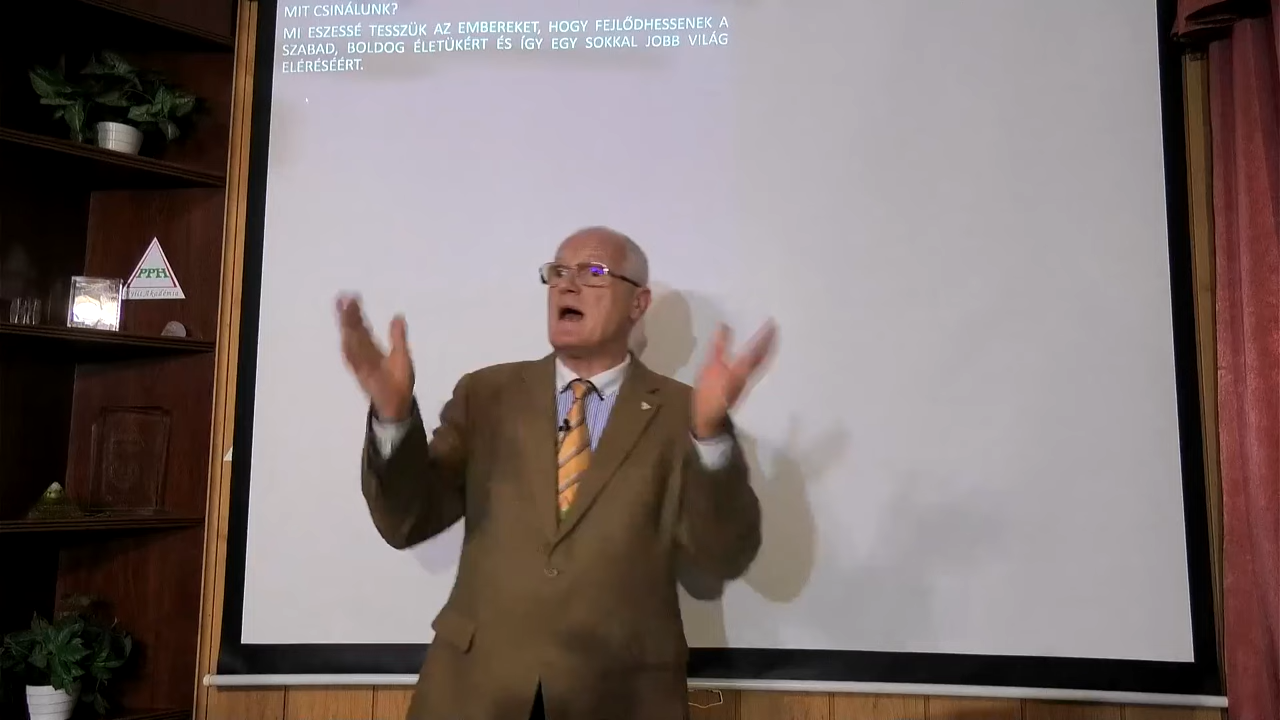 MIT CSINÁLUNK?
MI ESZESSÉ TESSZÜK AZ EMBEREKET, HOGY FEJLŐDHESSENEK A
SZABAD, BOLDOG ÉLETÜKÉRT ÉS ÍGY EGY SOKKAL JOBB VILÁG
ELÉRÉSÉÉRT.
PPH
Akadémia